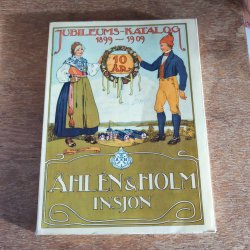 JUBILEUMS-KATALOG
1899-1909
10
ÅR
ÅHLÉN & HOLM
INSJÖN